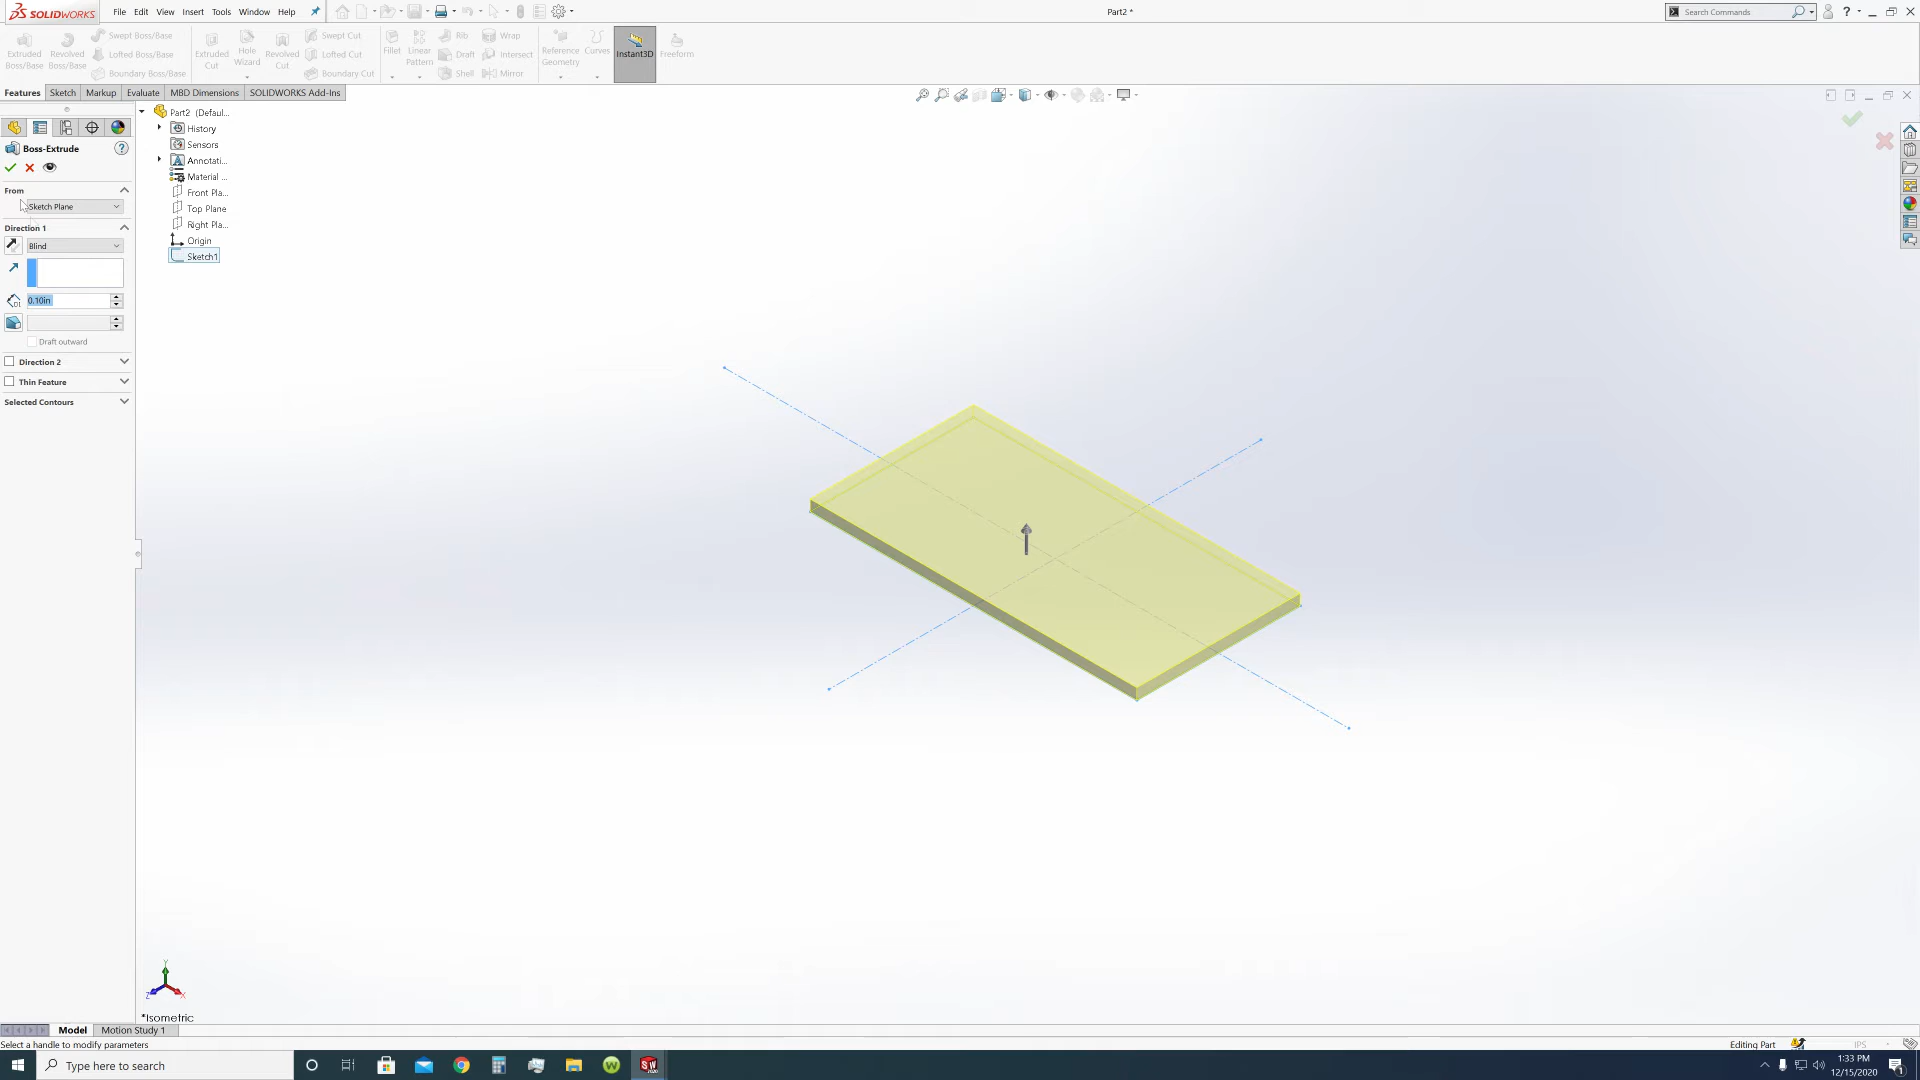 SOLIDWORKS File Edit View Insert Tools Window Help Part2 * Search Commands
Extruded Boss/Base
Revolved Boss/Base
Swept Boss/Base
Lofted Boss/Base
Boundary Boss/Base
Extruded Cut
Hole Wizard
Revolved Cut
Swept Cut
Lofted Cut
Boundary Cut
Fillet
Linear Pattern
Rib
Draft
Shell
Wrap
Intersect
Mirror
Reference Geometry
Curves
Instant3D
Freeform
Features Sketch Markup Evaluate MBD Dimensions SOLIDWORKS Add-Ins
Boss-Extrude
From
Sketch Plane
Direction 1
Blind
0.10in
Draft outward
Direction 2
Thin Feature
Selected Contours
Part2 (Defaul...
History
Sensors
Annotati...
Material ...
Front Pla...
Top Plane
Right Pla...
Origin
Sketch1
Y
Z
X
*Isometric
Model Motion Study 1
Select a handle to modify parameters Editing Part IPS
Type here to search
SW
2020
1:33 PM
12/15/2020